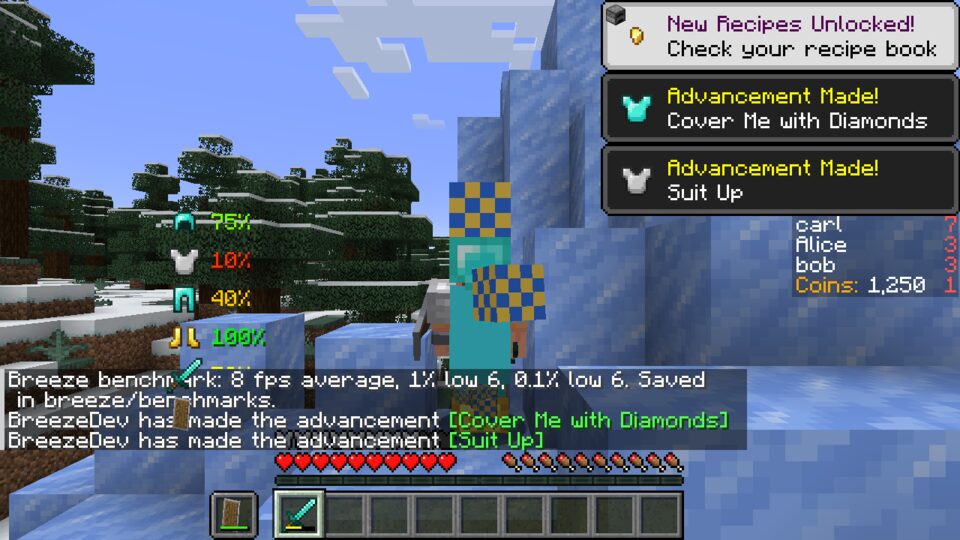 New Recipes Unlocked!
Check your recipe book
Advancement Made!
Cover Me with Diamonds
Advancement Made!
Suit Up
carl 7
Alice 3
bob 3
Coins: 1,250 1
75%
10%
40%
100%
Breeze benchmark: 8 fps average, 1% low 6, 0.1% low 6. Saved
in breeze/benchmarks.
BreezeDev has made the advancement [Cover Me with Diamonds]
BreezeDev has made the advancement [Suit Up]